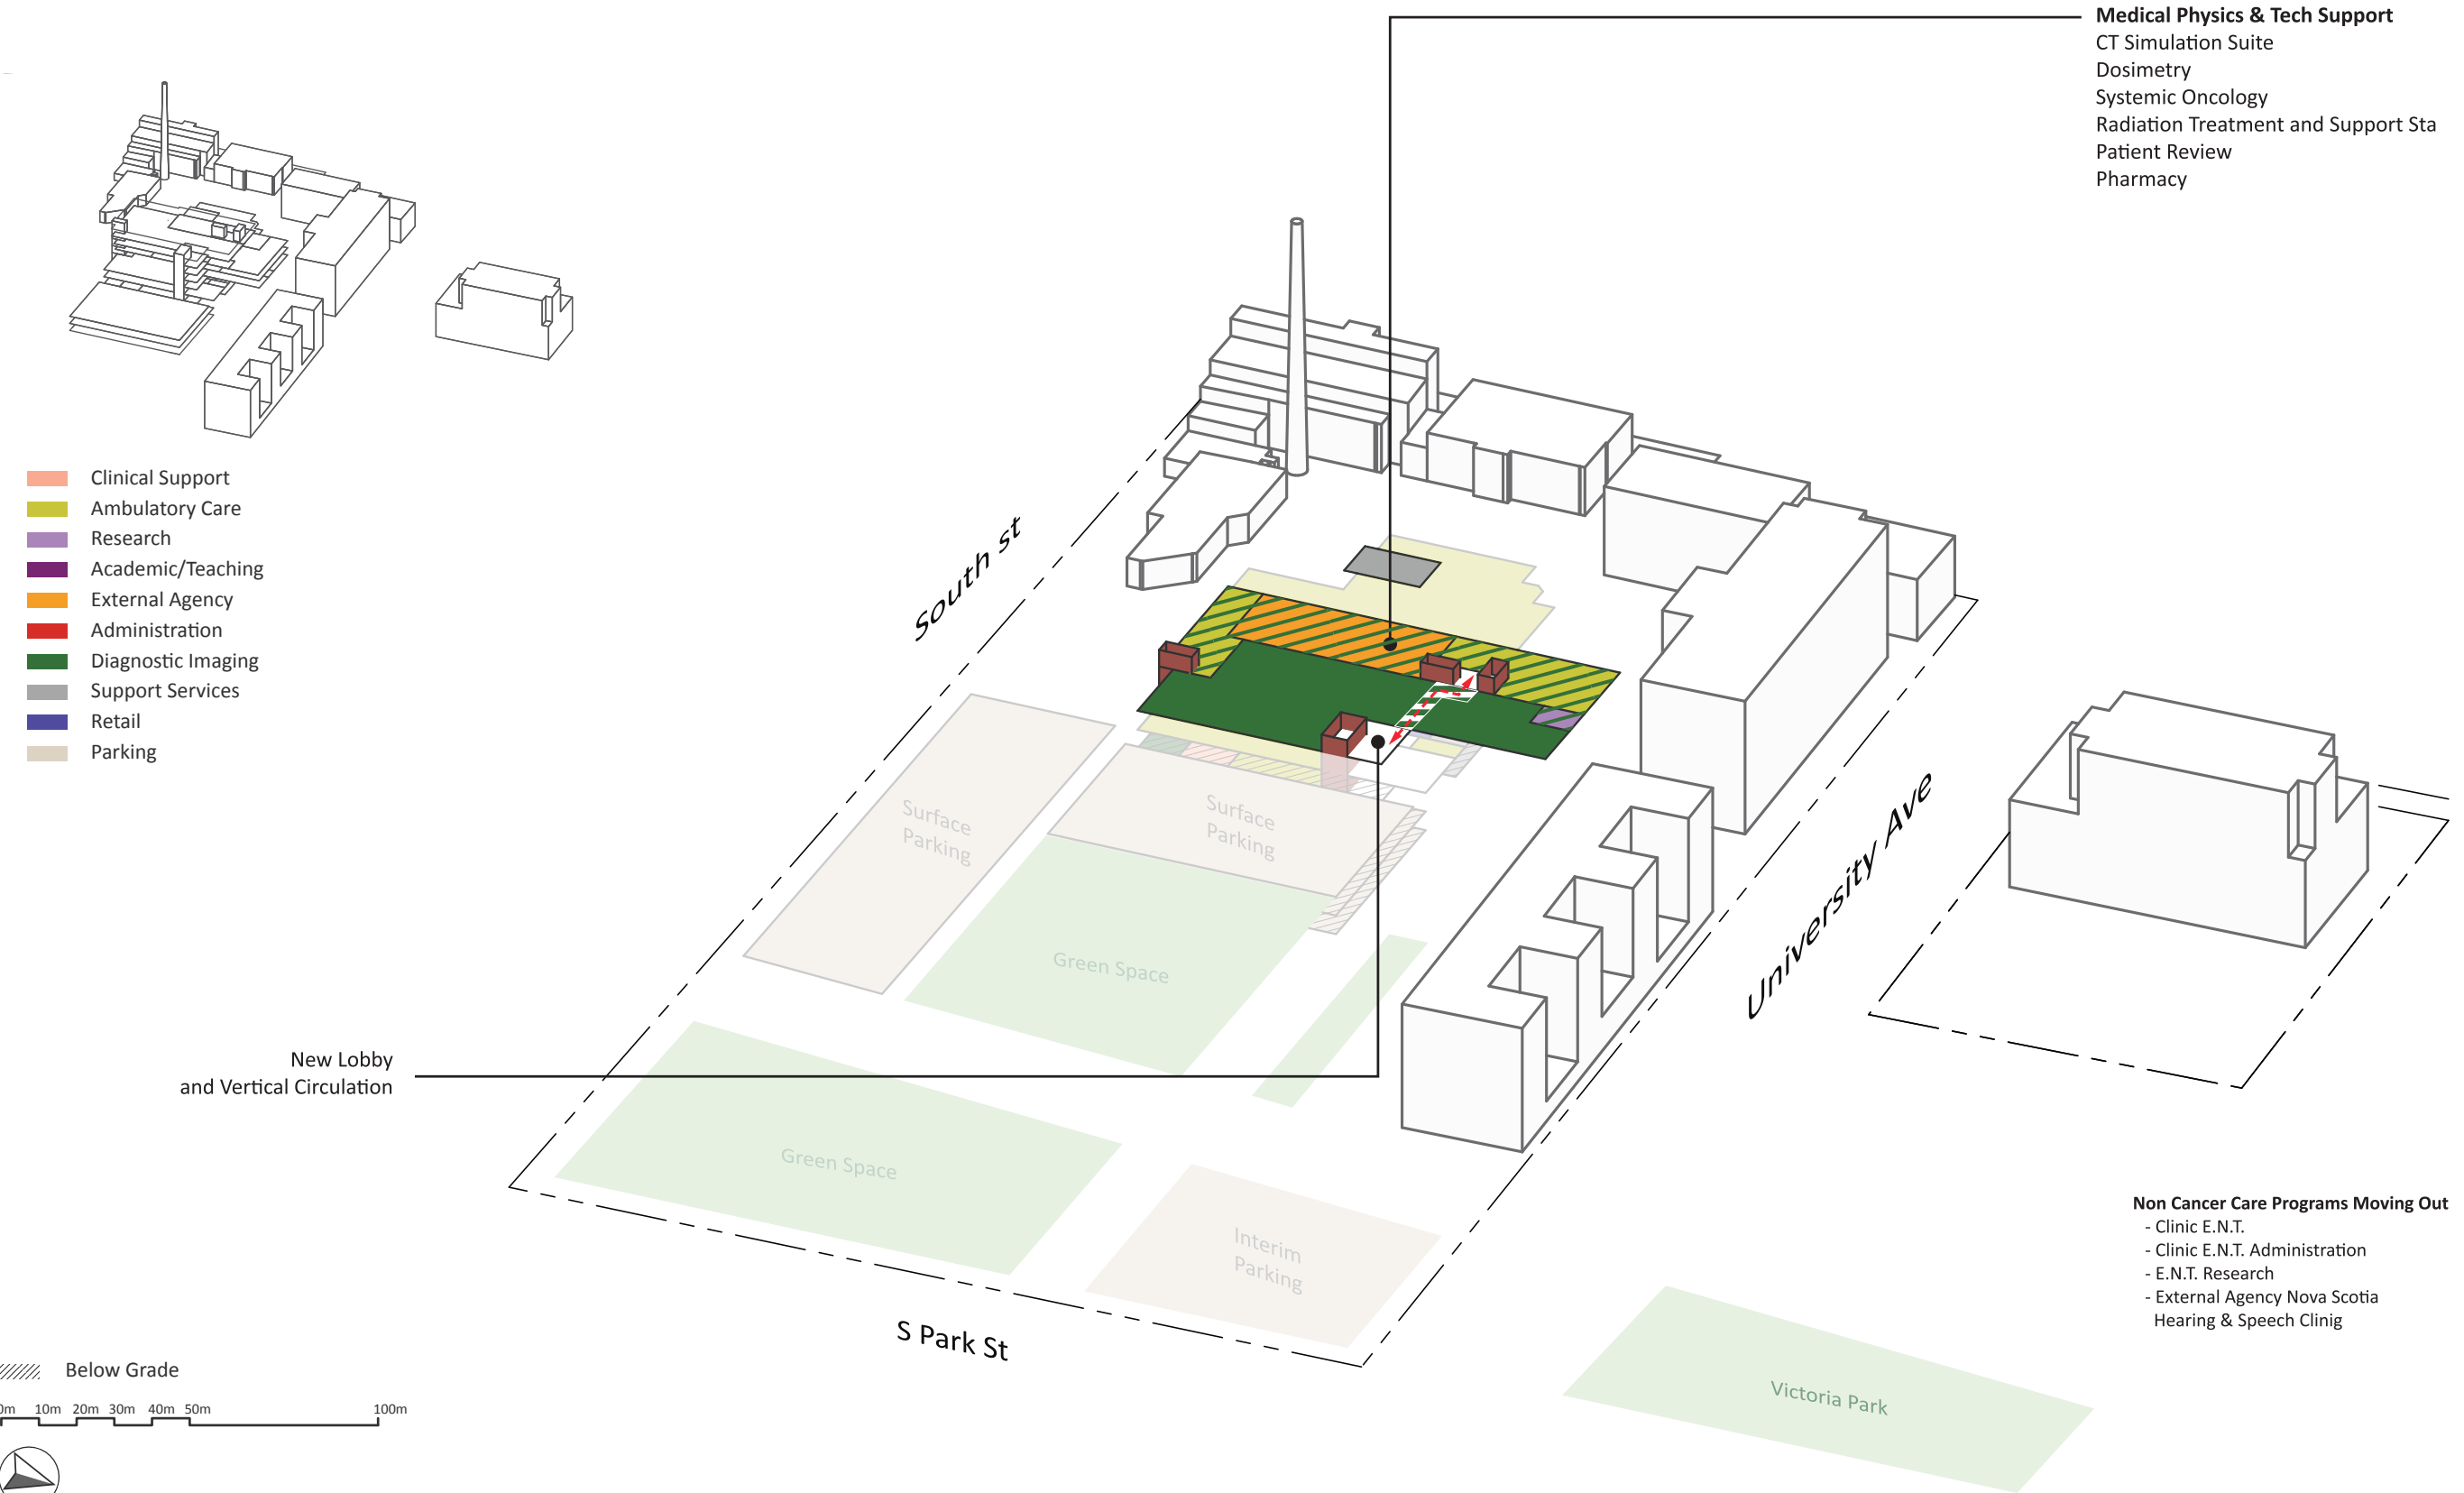 Medical Physics & Tech Support
CT Simulation Suite
Dosimetry
Systemic Oncology
Radiation Treatment and Support Sta
Patient Review
Pharmacy
Clinical Support
Ambulatory Care
Research
Academic/Teaching
External Agency
Administration
Diagnostic Imaging
Support Services
Retail
Parking
South st
Surface
Parking
Surface
Parking
Green Space
University Ave
New Lobby
and Vertical Circulation
Green Space
Interim
Parking
S Park St
Non Cancer Care Programs Moving Out
- Clinic E.N.T.
- Clinic E.N.T. Administration
- E.N.T. Research
- External Agency Nova Scotia
Hearing & Speech Clinig
Victoria Park
Below Grade
0m 10m 20m 30m 40m 50m 100m